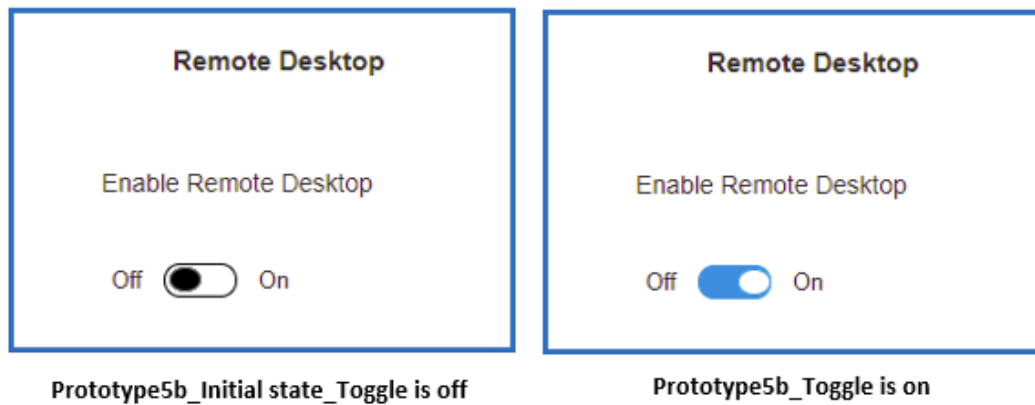 Remote Desktop
Enable Remote Desktop
Off On
Prototype5b_Initial state_Toggle is off
Remote Desktop
Enable Remote Desktop
Off On
Prototype5b_Toggle is on